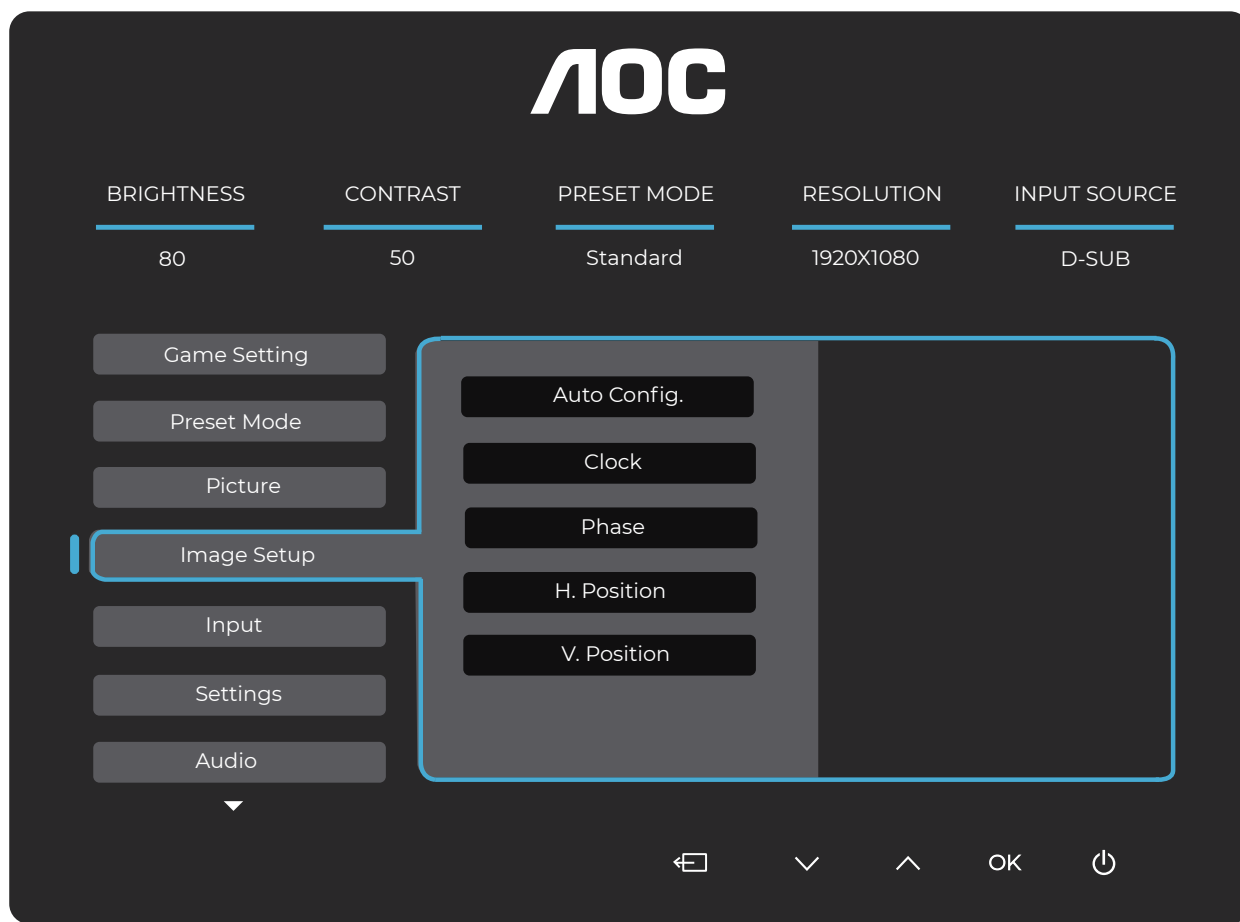 AOC
BRIGHTNESS CONTRAST PRESET MODE RESOLUTION INPUT SOURCE
80 50 Standard 1920X1080 D-SUB
Game Setting
Preset Mode
Picture
Image Setup
Input
Settings
Audio
Auto Config.
Clock
Phase
H. Position
V. Position
OK